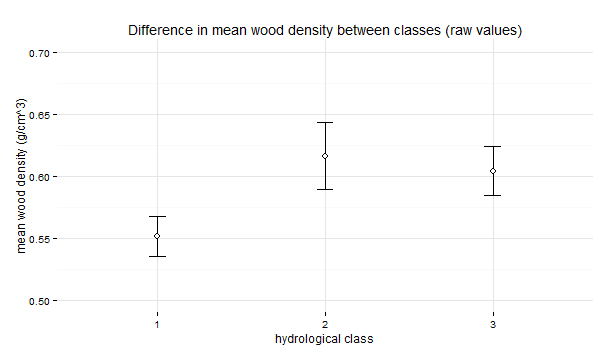 Difference in mean wood density between classes (raw values)
0.70
0.65
0.60
0.55
0.50
mean wood density (g/cm^3)
1 2 3
hydrological class